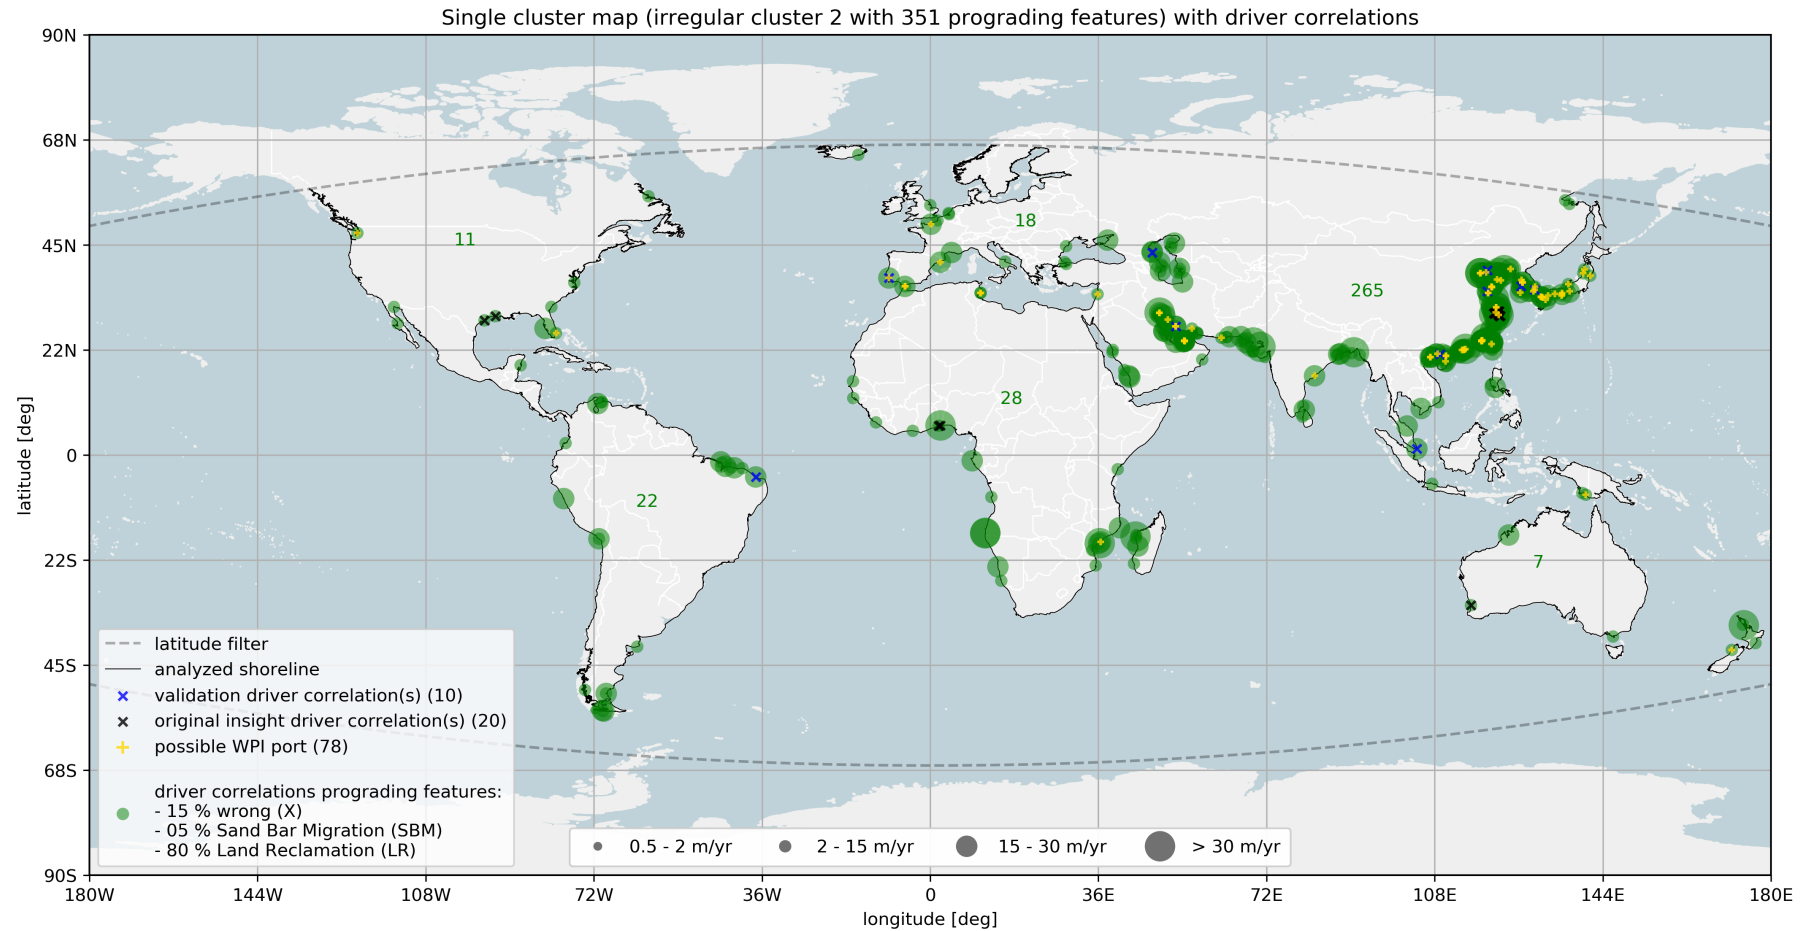 Single cluster map (irregular cluster 2 with 351 prograding features) with driver correlations
90N
68N
45N
22N
0
22S
45S
68S
90S
latitude [deg]
11
18
265
28
22
7
latitude filter
analyzed shoreline
validation driver correlation(s) (10)
original insight driver correlation(s) (20)
possible WPI port (78)
driver correlations prograding features:
- 15 % wrong (X)
- 05 % Sand Bar Migration (SBM)
- 80 % Land Reclamation (LR)
0.5 - 2 m/yr 2 - 15 m/yr 15 - 30 m/yr > 30 m/yr
180W 144W 108W 72W 36W 0 36E 72E 108E 144E 180E
longitude [deg]